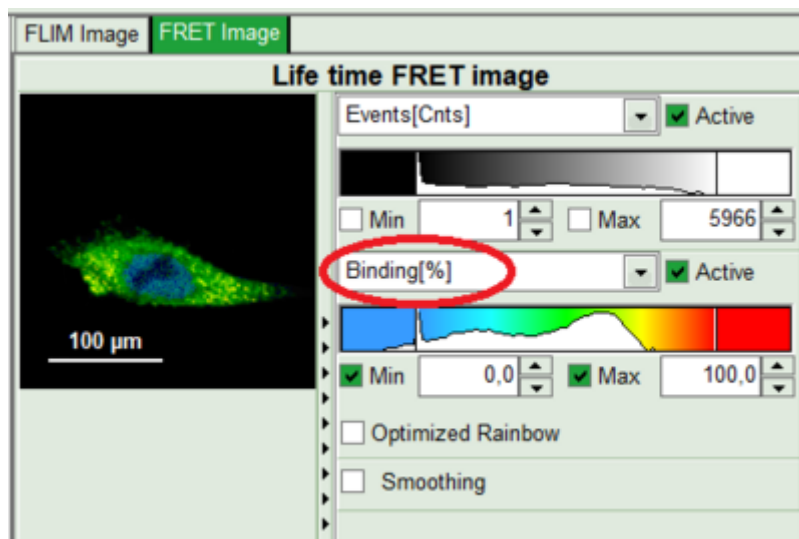 FLIM Image FRET Image
Life time FRET image
Events[Cnts] Active
Min 1 Max 5966
Binding[%] Active
100 µm
Min 0,0 Max 100,0
Optimized Rainbow
Smoothing